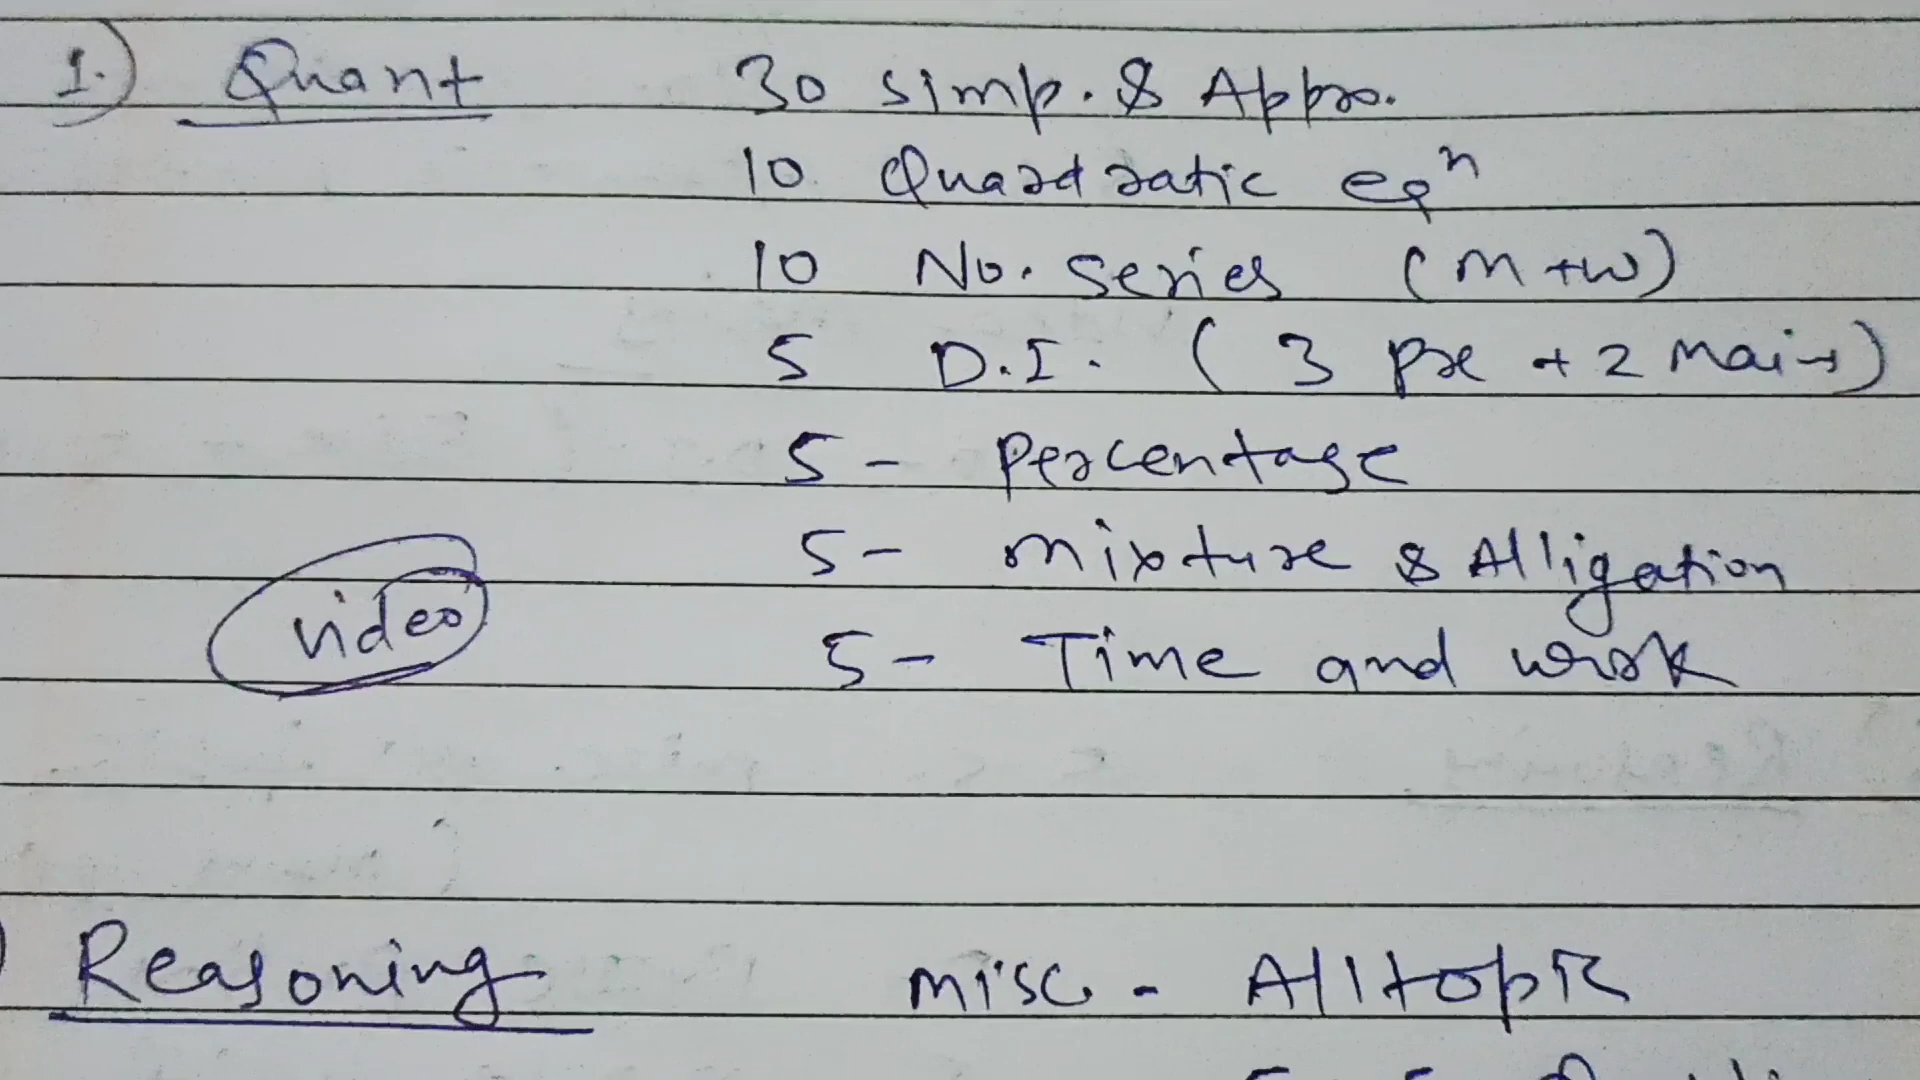 1.) Quant 30 Simp. & Appro.
10 Quadratic eqⁿ
10 No. Series (M+W)
5 D.I. (3 pre + 2 Mains)
5- Percentage
5- mixture & Alligation
video
5- Time and work
Reasoning misc. - All topic